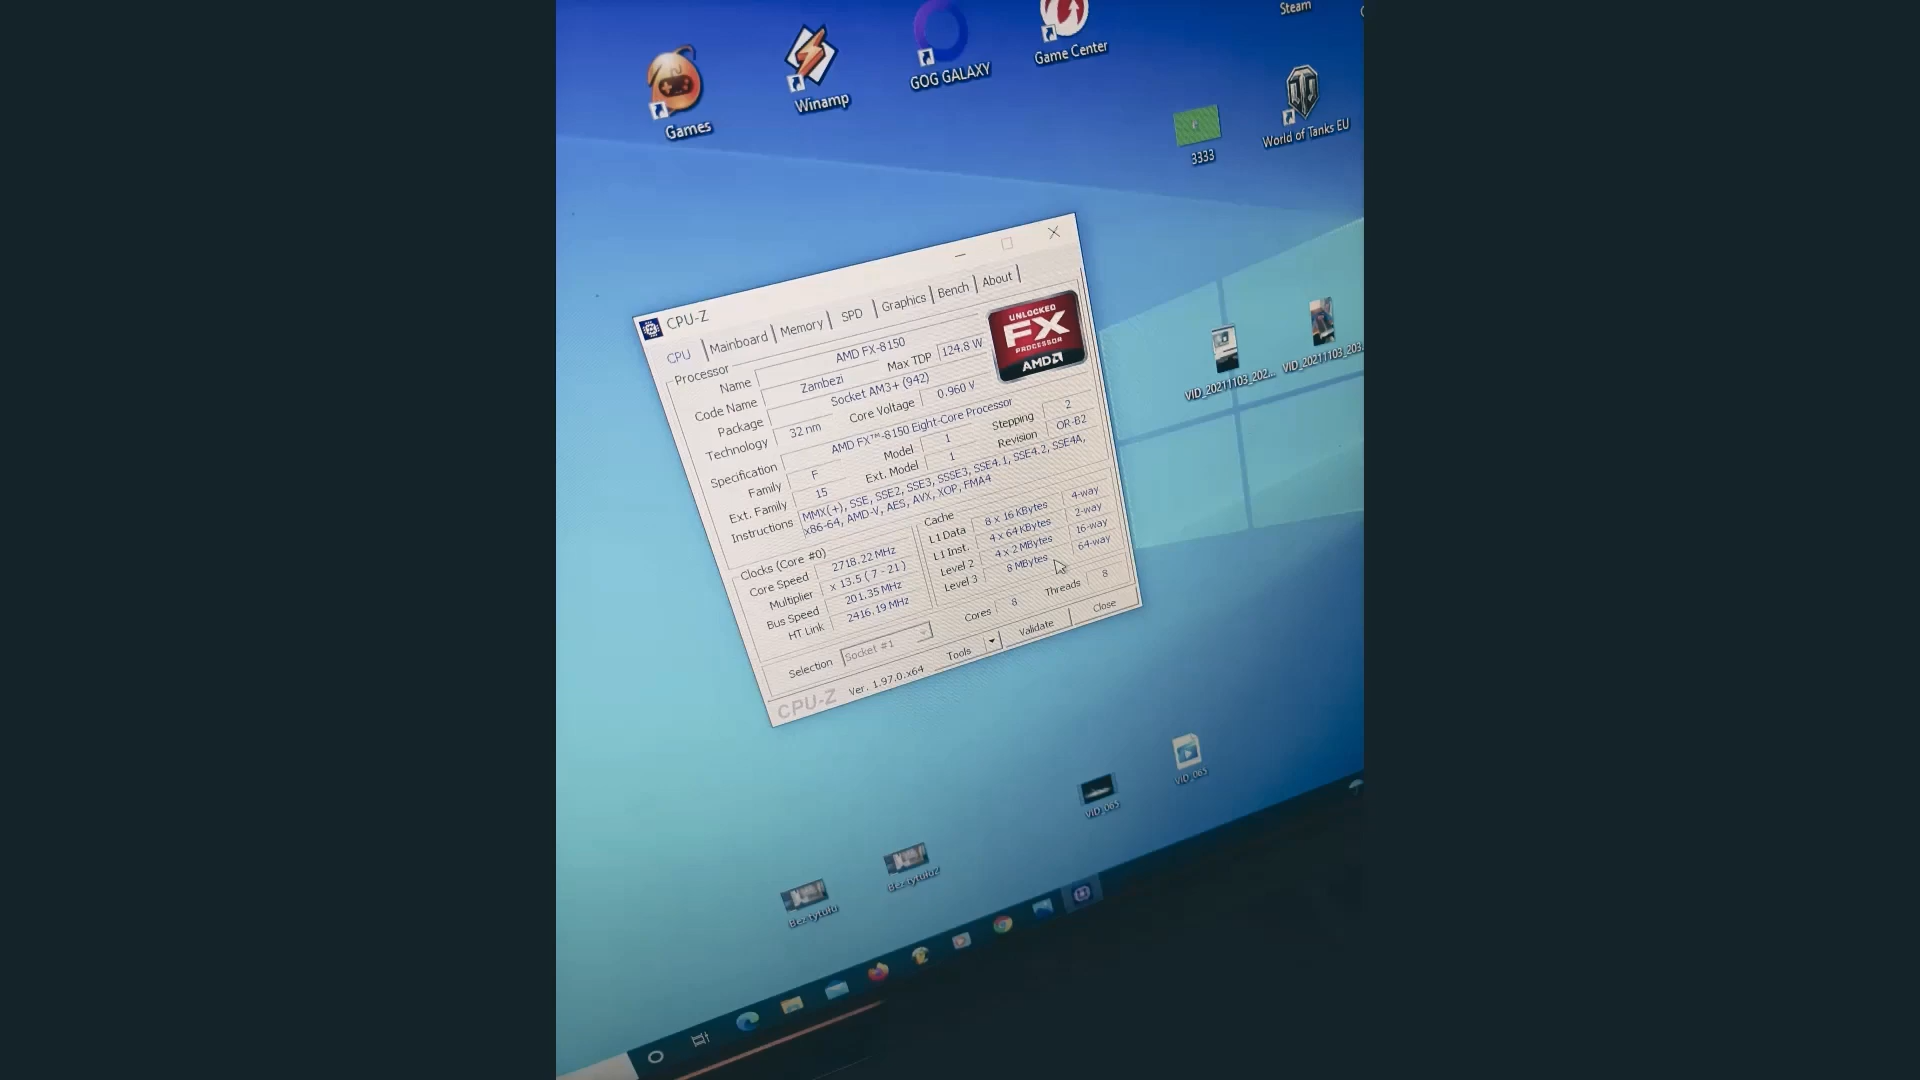 Steam
Games
Winamp
GOG GALAXY
Game Center
3333
World of Tanks EU
CPU-Z
CPU Mainboard Memory SPD Graphics Bench About
Processor
Name AMD FX-8150
Code Name Zambezi Max TDP 124.8 W
Package Socket AM3+ (942)
Technology 32 nm Core Voltage 0.960 V
UNLOCKED
FX
PROCESSOR
AMD
Specification AMD FX™-8150 Eight-Core Processor
Family F Model 1 Stepping 2
Ext. Family 15 Ext. Model 1 Revision OR-B2
Instructions MMX(+), SSE, SSE2, SSE3, SSSE3, SSE4.1, SSE4.2, SSE4A,
x86-64, AMD-V, AES, AVX, XOP, FMA4
Clocks (Core #0)
Core Speed 2718.22 MHz
Multiplier x 13.5 ( 7 - 21 )
Bus Speed 201.35 MHz
HT Link 2416.19 MHz
Cache
L1 Data 8 x 16 KBytes 4-way
L1 Inst. 4 x 64 KBytes 2-way
Level 2 4 x 2 MBytes 16-way
Level 3 8 MBytes 64-way
Selection Socket #1 Cores 8 Threads 8
CPU-Z Ver. 1.97.0.x64 Tools Validate Close
VID_20211103_202...
VID_20211103_203...
VID_065
VID_065
Bez tytułu
Bez tytułu2